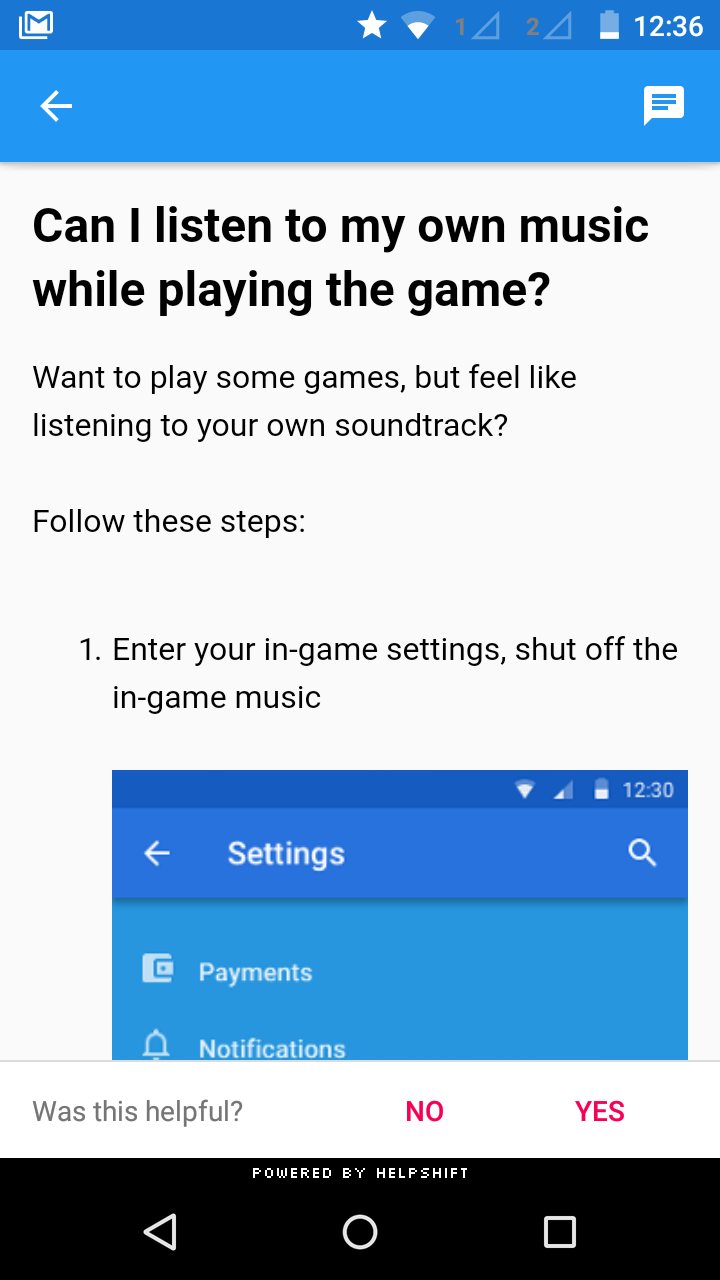 1 2 12:36
Can I listen to my own music
while playing the game?
Want to play some games, but feel like
listening to your own soundtrack?
Follow these steps:
1. Enter your in-game settings, shut off the
in-game music
12:30
Settings
Payments
Notifications
Was this helpful? NO YES
POWERED BY HELPSHIFT